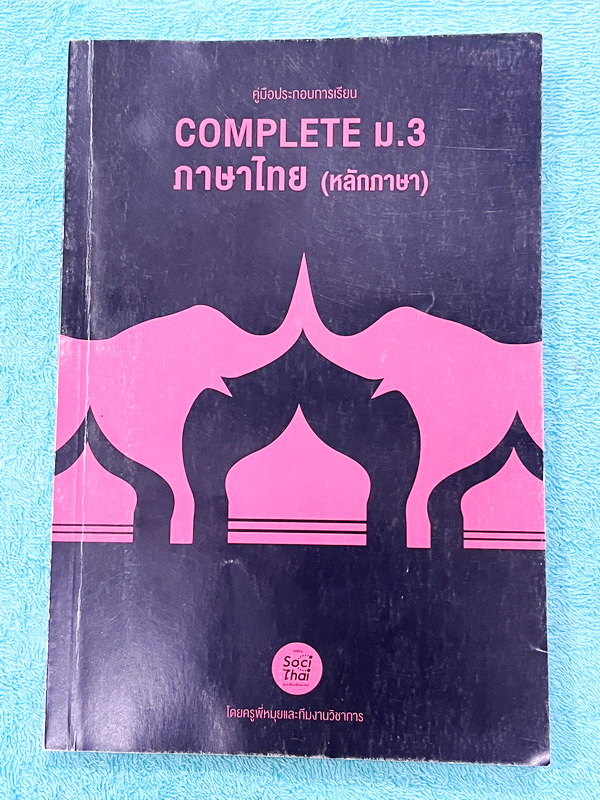 คู่มือประกอบการเรียน
COMPLETE ม.3
ภาษาไทย (หลักภาษา)
Soci
Thai
โดยครูพี่หมุยและทีมงานวิชาการ